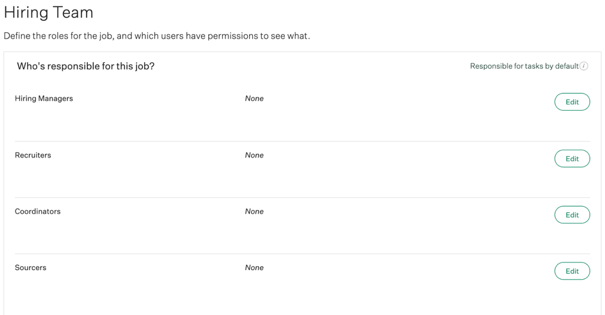 Hiring Team
Define the roles for the job, and which users have permissions to see what.
Who's responsible for this job?
Responsible for tasks by default i
Hiring Managers
None
Edit
Recruiters
None
Edit
Coordinators
None
Edit
Sourcers
None
Edit